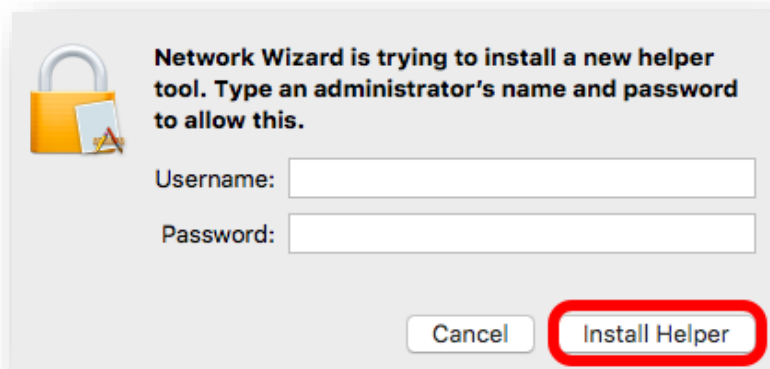 Network Wizard is trying to install a new helper
tool. Type an administrator's name and password
to allow this.
Username:
Password:
Cancel Install Helper